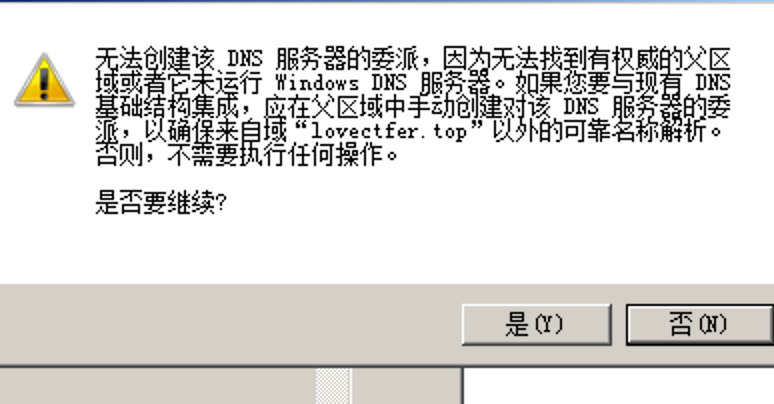 无法创建该 DNS 服务器的委派，因为无法找到有权威的父区
域或者它未运行 Windows DNS 服务器。如果您要与现有 DNS
基础结构集成，应在父区域中手动创建对该 DNS 服务器的委
派，以确保来自域“lovectfer.top”以外的可靠名称解析。
否则，不需要执行任何操作。
是否要继续?
是(Y)
否(N)